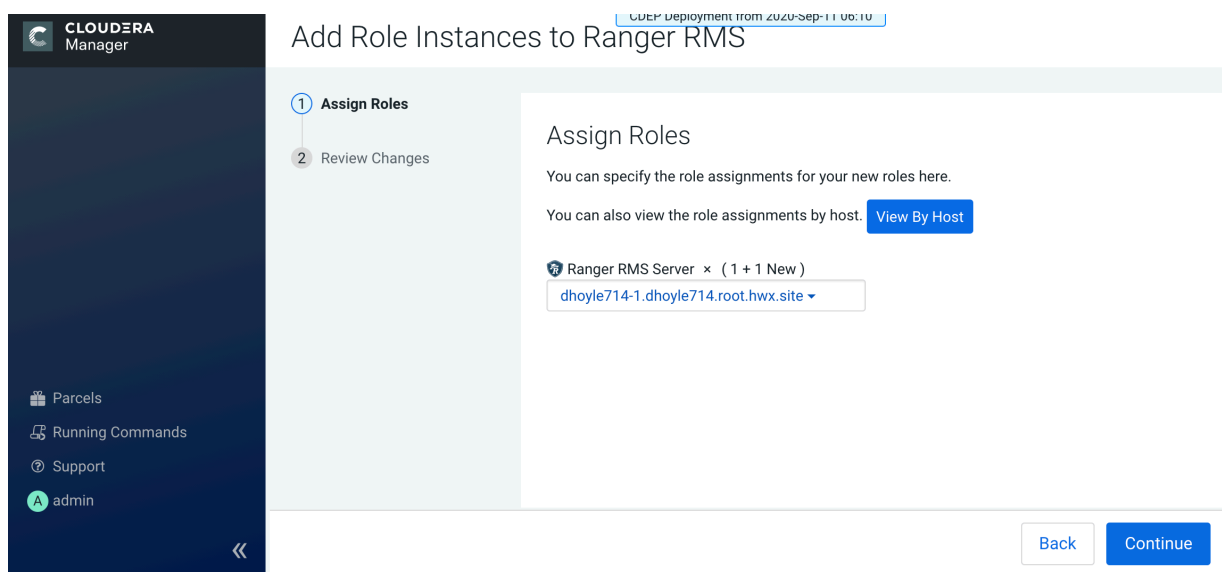 CLOUDERA
Manager
CDEP Deployment from 2020-Sep-11 06:10
Add Role Instances to Ranger RMS
1 Assign Roles
2 Review Changes
Assign Roles
You can specify the role assignments for your new roles here.
You can also view the role assignments by host. View By Host
Ranger RMS Server × ( 1 + 1 New )
dhoyle714-1.dhoyle714.root.hwx.site
Parcels
Running Commands
Support
A admin
Back Continue